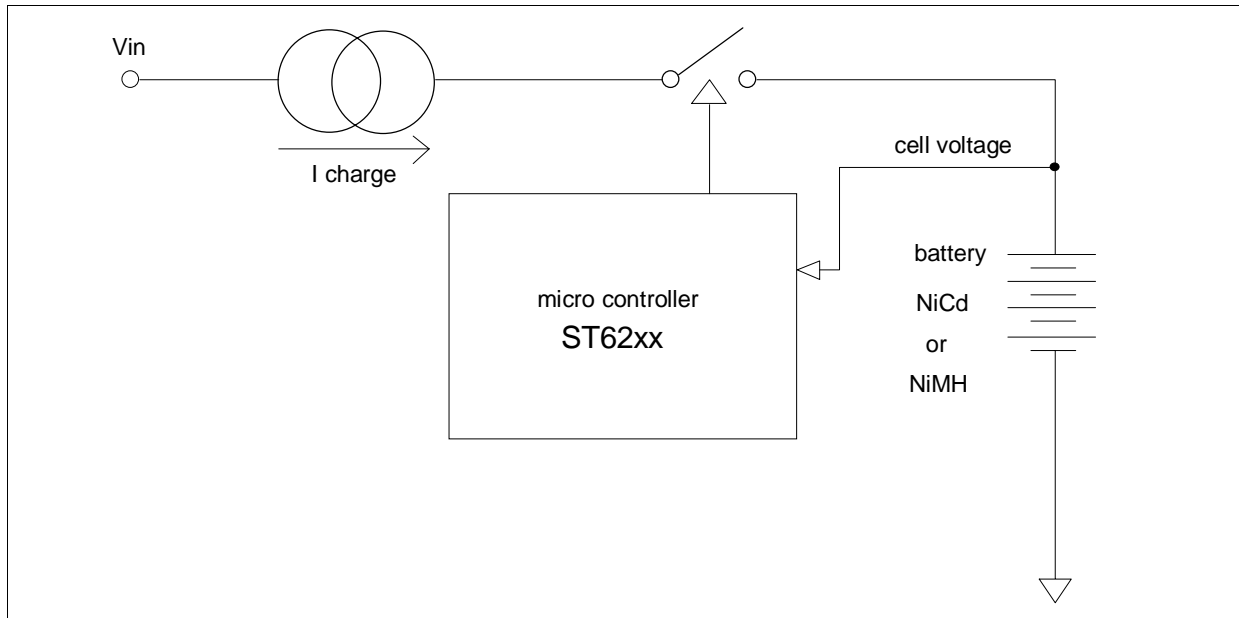 Vin
I charge
cell voltage
micro controller
ST62xx
battery
NiCd
or
NiMH